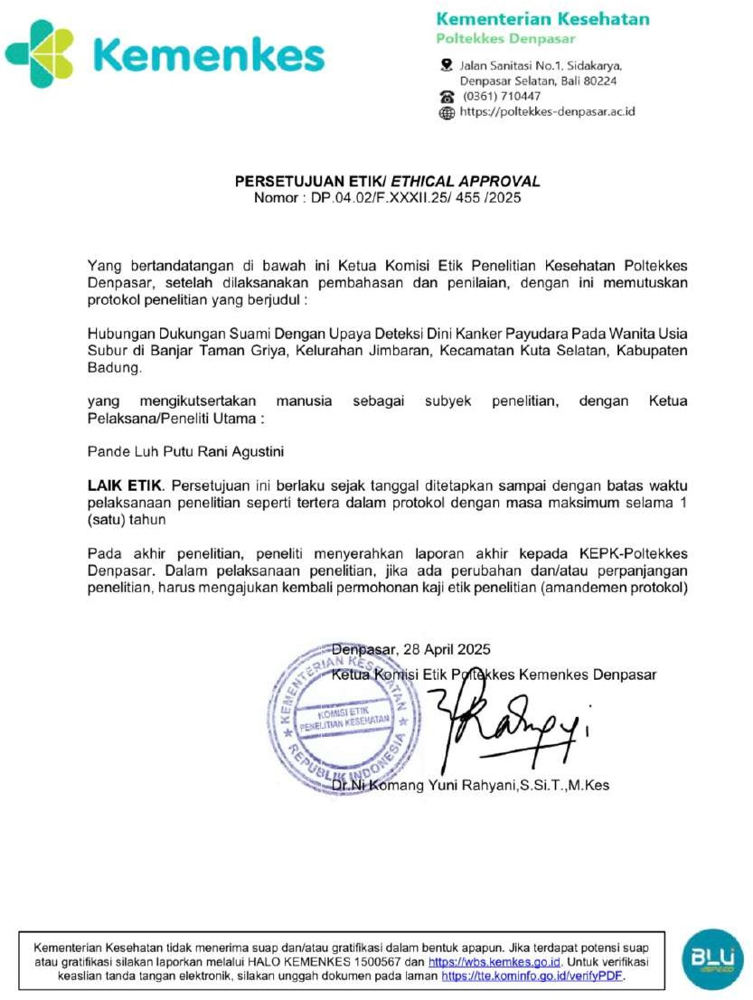 Kemenkes
Kementerian Kesehatan
Poltekkes Denpasar
Jalan Sanitasi No.1, Sidakarya,
Denpasar Selatan, Bali 80224
(0361) 710447
https://poltekkes-denpasar.ac.id
PERSETUJUAN ETIK/ ETHICAL APPROVAL
Nomor : DP.04.02/F.XXXII.25/ 455 /2025
Yang bertandatangan di bawah ini Ketua Komisi Etik Penelitian Kesehatan Poltekkes
Denpasar, setelah dilaksanakan pembahasan dan penilaian, dengan ini memutuskan
protokol penelitian yang berjudul :
Hubungan Dukungan Suami Dengan Upaya Deteksi Dini Kanker Payudara Pada Wanita Usia
Subur di Banjar Taman Griya, Kelurahan Jimbaran, Kecamatan Kuta Selatan, Kabupaten
Badung.
yang mengikutsertakan manusia sebagai subyek penelitian, dengan Ketua
Pelaksana/Peneliti Utama :
Pande Luh Putu Rani Agustini
LAIK ETIK. Persetujuan ini berlaku sejak tanggal ditetapkan sampai dengan batas waktu
pelaksanaan penelitian seperti tertera dalam protokol dengan masa maksimum selama 1
(satu) tahun
Pada akhir penelitian, peneliti menyerahkan laporan akhir kepada KEPK-Poltekkes
Denpasar. Dalam pelaksanaan penelitian, jika ada perubahan dan/atau perpanjangan
penelitian, harus mengajukan kembali permohonan kaji etik penelitian (amandemen protokol)
Denpasar, 28 April 2025
Ketua Komisi Etik Poltekkes Kemenkes Denpasar
KEMENTERIAN KESEHATAN
KOMISI ETIK
PENELITIAN KESEHATAN
REPUBLIK INDONESIA
Dr.Ni Komang Yuni Rahyani,S.Si.T.,M.Kes
Kementerian Kesehatan tidak menerima suap dan/atau gratifikasi dalam bentuk apapun. Jika terdapat potensi suap
atau gratifikasi silakan laporkan melalui HALO KEMENKES 1500567 dan https://wbs.kemkes.go.id. Untuk verifikasi
keaslian tanda tangan elektronik, silakan unggah dokumen pada laman https://tte.kominfo.go.id/verifyPDF.
BLU